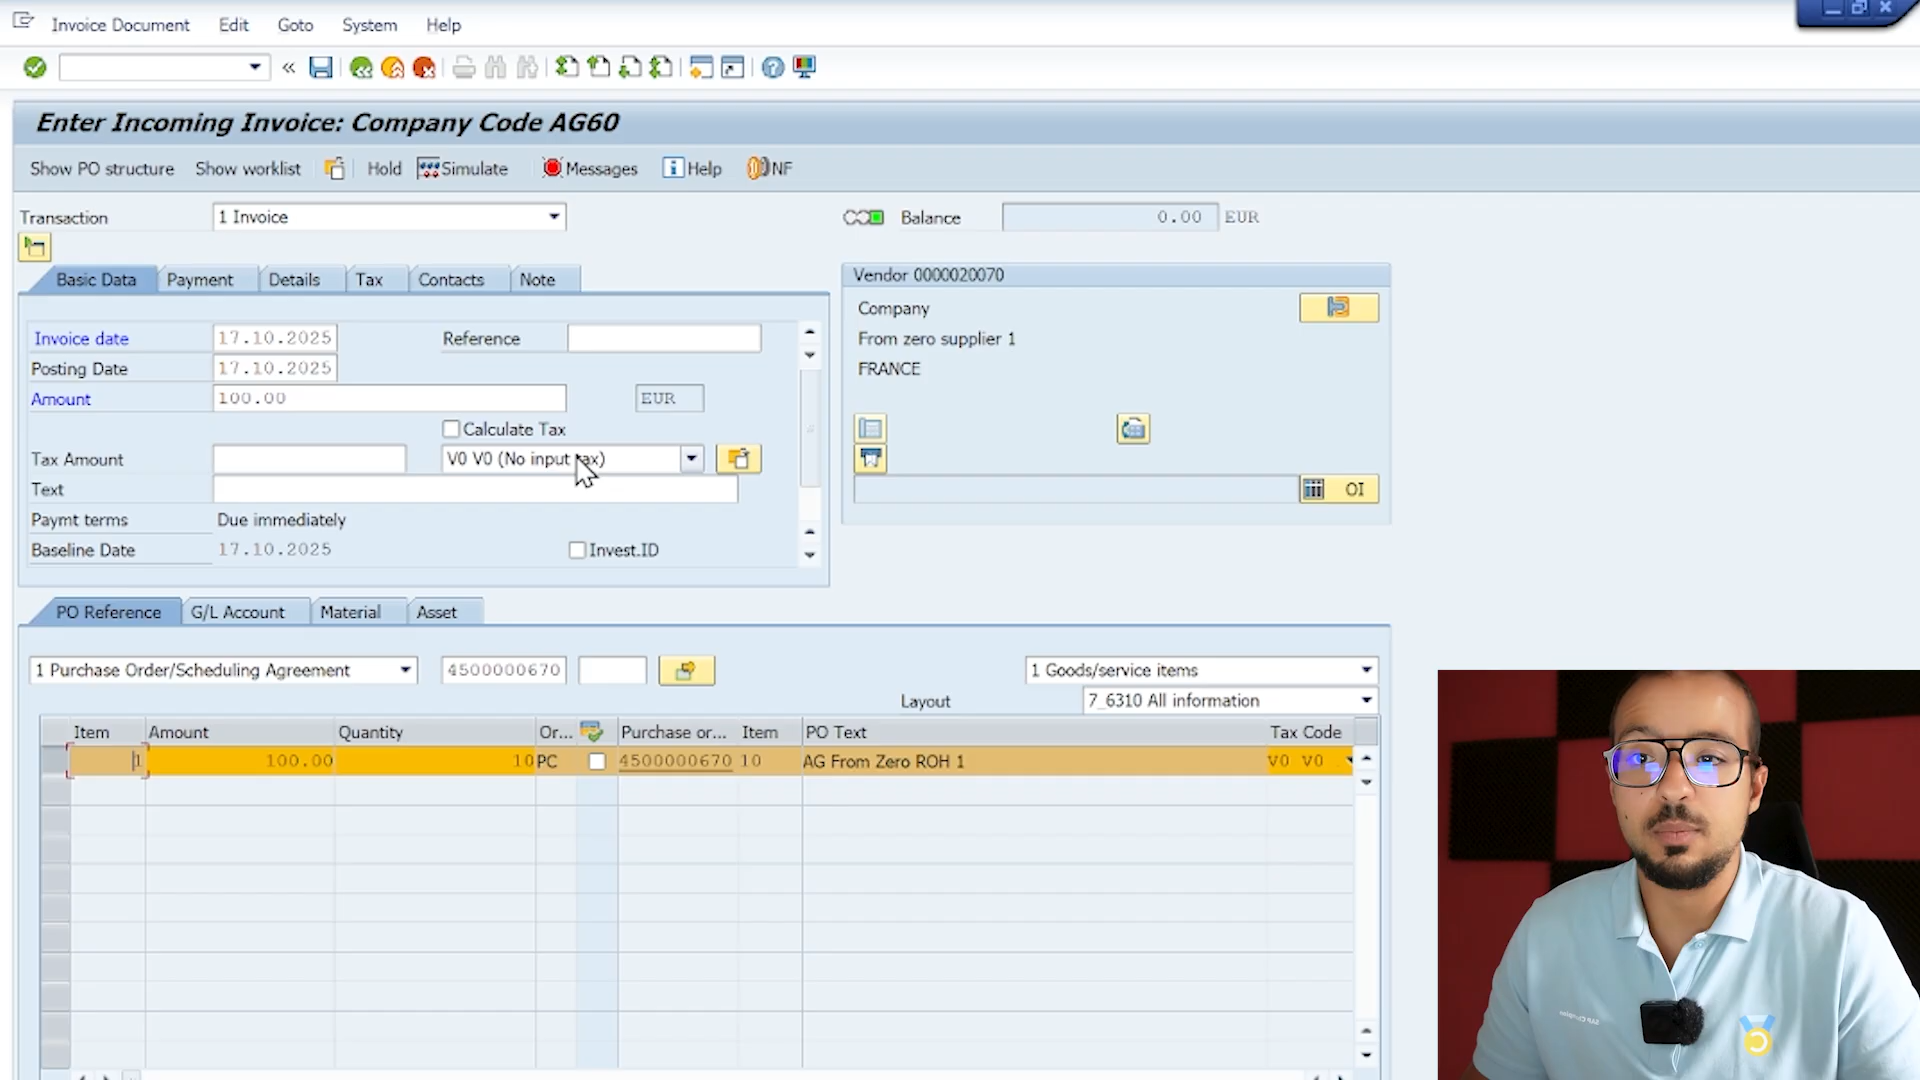 Invoice Document Edit Goto System Help
Enter Incoming Invoice: Company Code AG60
Show PO structure Show worklist Hold Simulate Messages Help NF
Transaction 1 Invoice Balance 0.00 EUR
Basic Data Payment Details Tax Contacts Note
Vendor 0000020070
Company
Invoice date 17.10.2025 Reference
From zero supplier 1
Posting Date 17.10.2025
FRANCE
Amount 100.00 EUR
Calculate Tax
Tax Amount V0 V0 (No input tax)
Text
OI
Paymt terms Due immediately
Baseline Date 17.10.2025 Invest.ID
PO Reference G/L Account Material Asset
1 Purchase Order/Scheduling Agreement 4500000670 1 Goods/service items
Layout 7_6310 All information
Item Amount Quantity Or... Purchase or... Item PO Text Tax Code
1 100.00 10 PC 4500000670 10 AG From Zero ROH 1 V0 V0